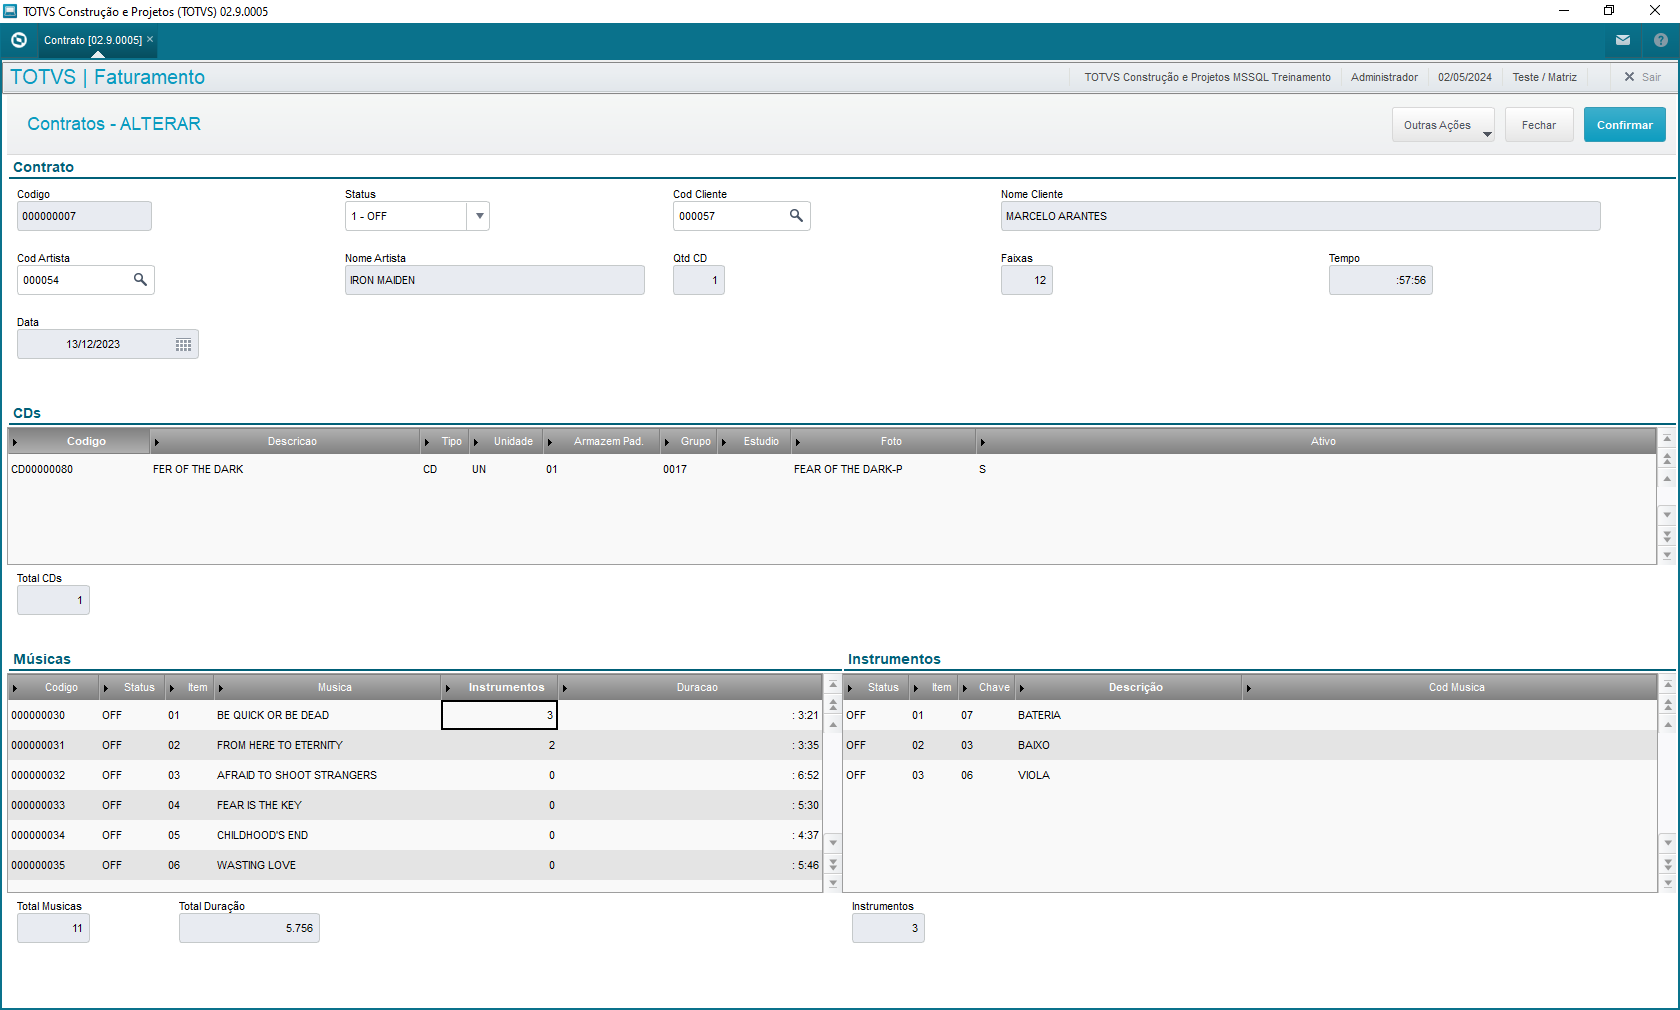 TOTVS Construção e Projetos (TOTVS) 02.9.0005
Contrato [02.9.0005] ×
TOTVS | Faturamento
TOTVS Construção e Projetos MSSQL Treinamento Administrador 02/05/2024 Teste / Matriz Sair
Contratos - ALTERAR
Outras Ações Fechar Confirmar
Contrato
Codigo Status Cod Cliente Nome Cliente
000000007 1 - OFF 000057 MARCELO ARANTES
Cod Artista Nome Artista Qtd CD Faixas Tempo
000054 IRON MAIDEN 1 12 :57:56
Data
13/12/2023
CDs
Codigo Descricao Tipo Unidade Armazem Pad. Grupo Estudio Foto Ativo
CD00000080 FER OF THE DARK CD UN 01 0017 FEAR OF THE DARK-P S
Total CDs
1
Músicas
Codigo Status Item Musica Instrumentos Duracao
000000030 OFF 01 BE QUICK OR BE DEAD 3 : 3:21
000000031 OFF 02 FROM HERE TO ETERNITY 2 : 3:35
000000032 OFF 03 AFRAID TO SHOOT STRANGERS 0 : 6:52
000000033 OFF 04 FEAR IS THE KEY 0 : 5:30
000000034 OFF 05 CHILDHOOD'S END 0 : 4:37
000000035 OFF 06 WASTING LOVE 0 : 5:46
Total Musicas Total Duração
11 5.756
Instrumentos
Status Item Chave Descrição Cod Musica
OFF 01 07 BATERIA
OFF 02 03 BAIXO
OFF 03 06 VIOLA
Instrumentos
3